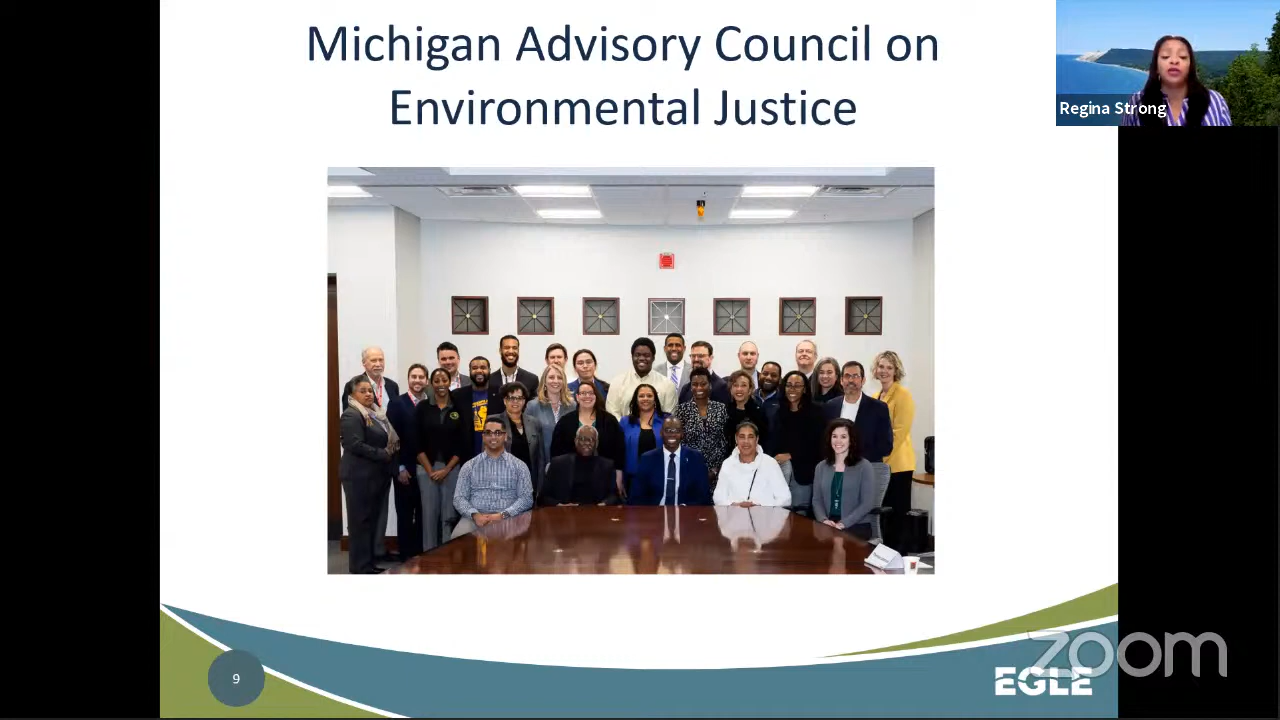 Michigan Advisory Council on
Environmental Justice
Regina Strong
9
EGLE
zoom